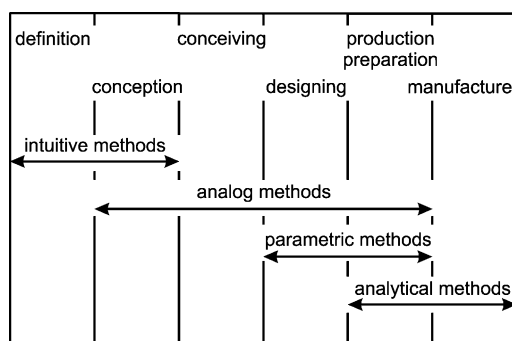 definition
conceiving
production
preparation
conception
designing
manufacture
intuitive methods
analog methods
parametric methods
analytical methods